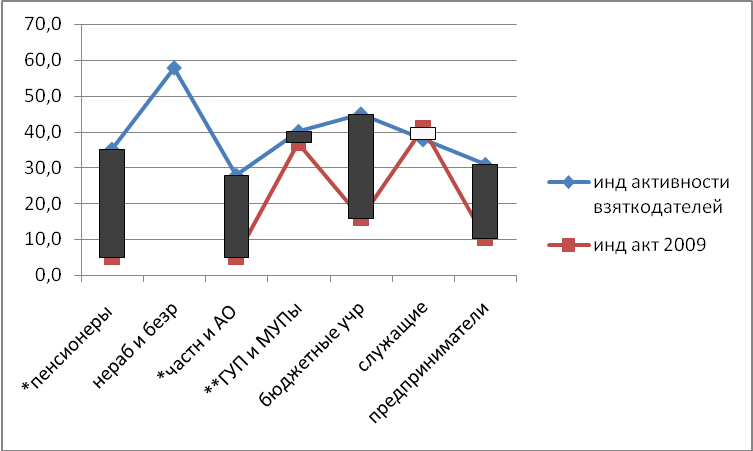 70,0
60,0
50,0
40,0
30,0
20,0
10,0
0,0
*пенсионеры
нераб и безр
*частн и АО
**ГУП и МУПы
бюджетные учр
служащие
предприниматели
инд активности
взяткодателей
инд акт 2009